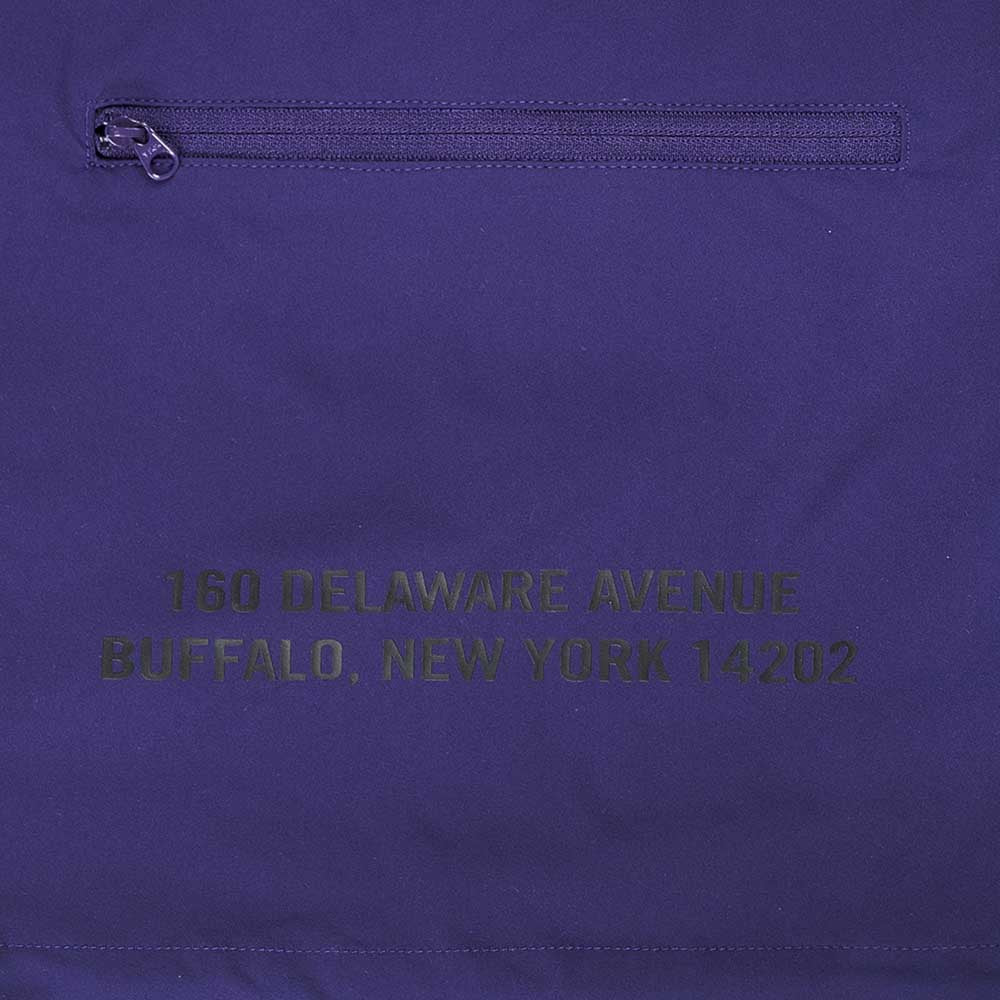 160 DELAWARE AVENUE
BUFFALO, NEW YORK 14202